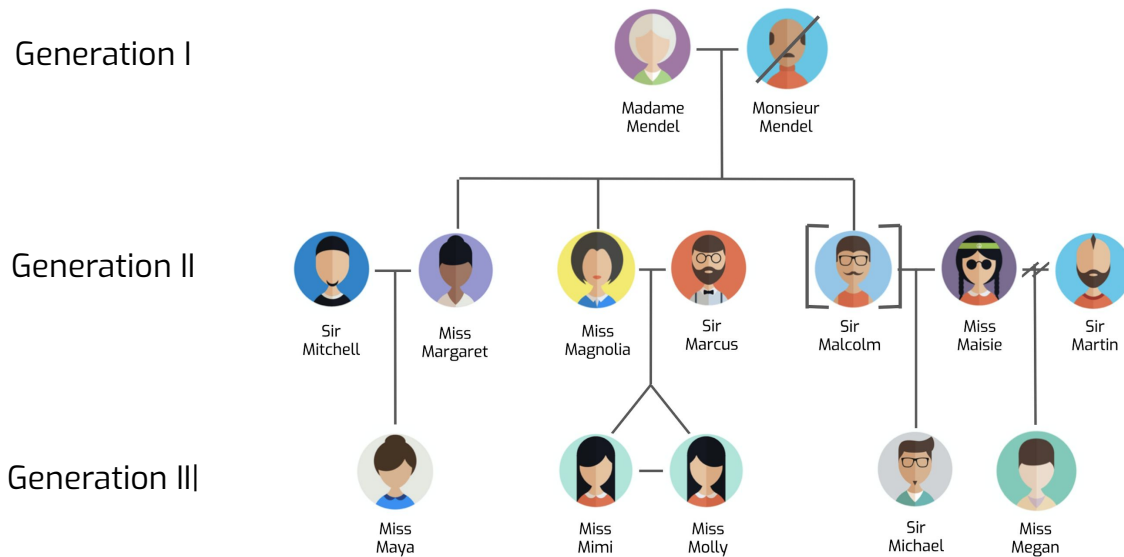 Generation I
Madame
Mendel
Monsieur
Mendel
Generation II
Sir
Mitchell
Miss
Margaret
Miss
Magnolia
Sir
Marcus
Sir
Malcolm
Miss
Maisie
Sir
Martin
Generation II|
Miss
Maya
Miss
Mimi
Miss
Molly
Sir
Michael
Miss
Megan